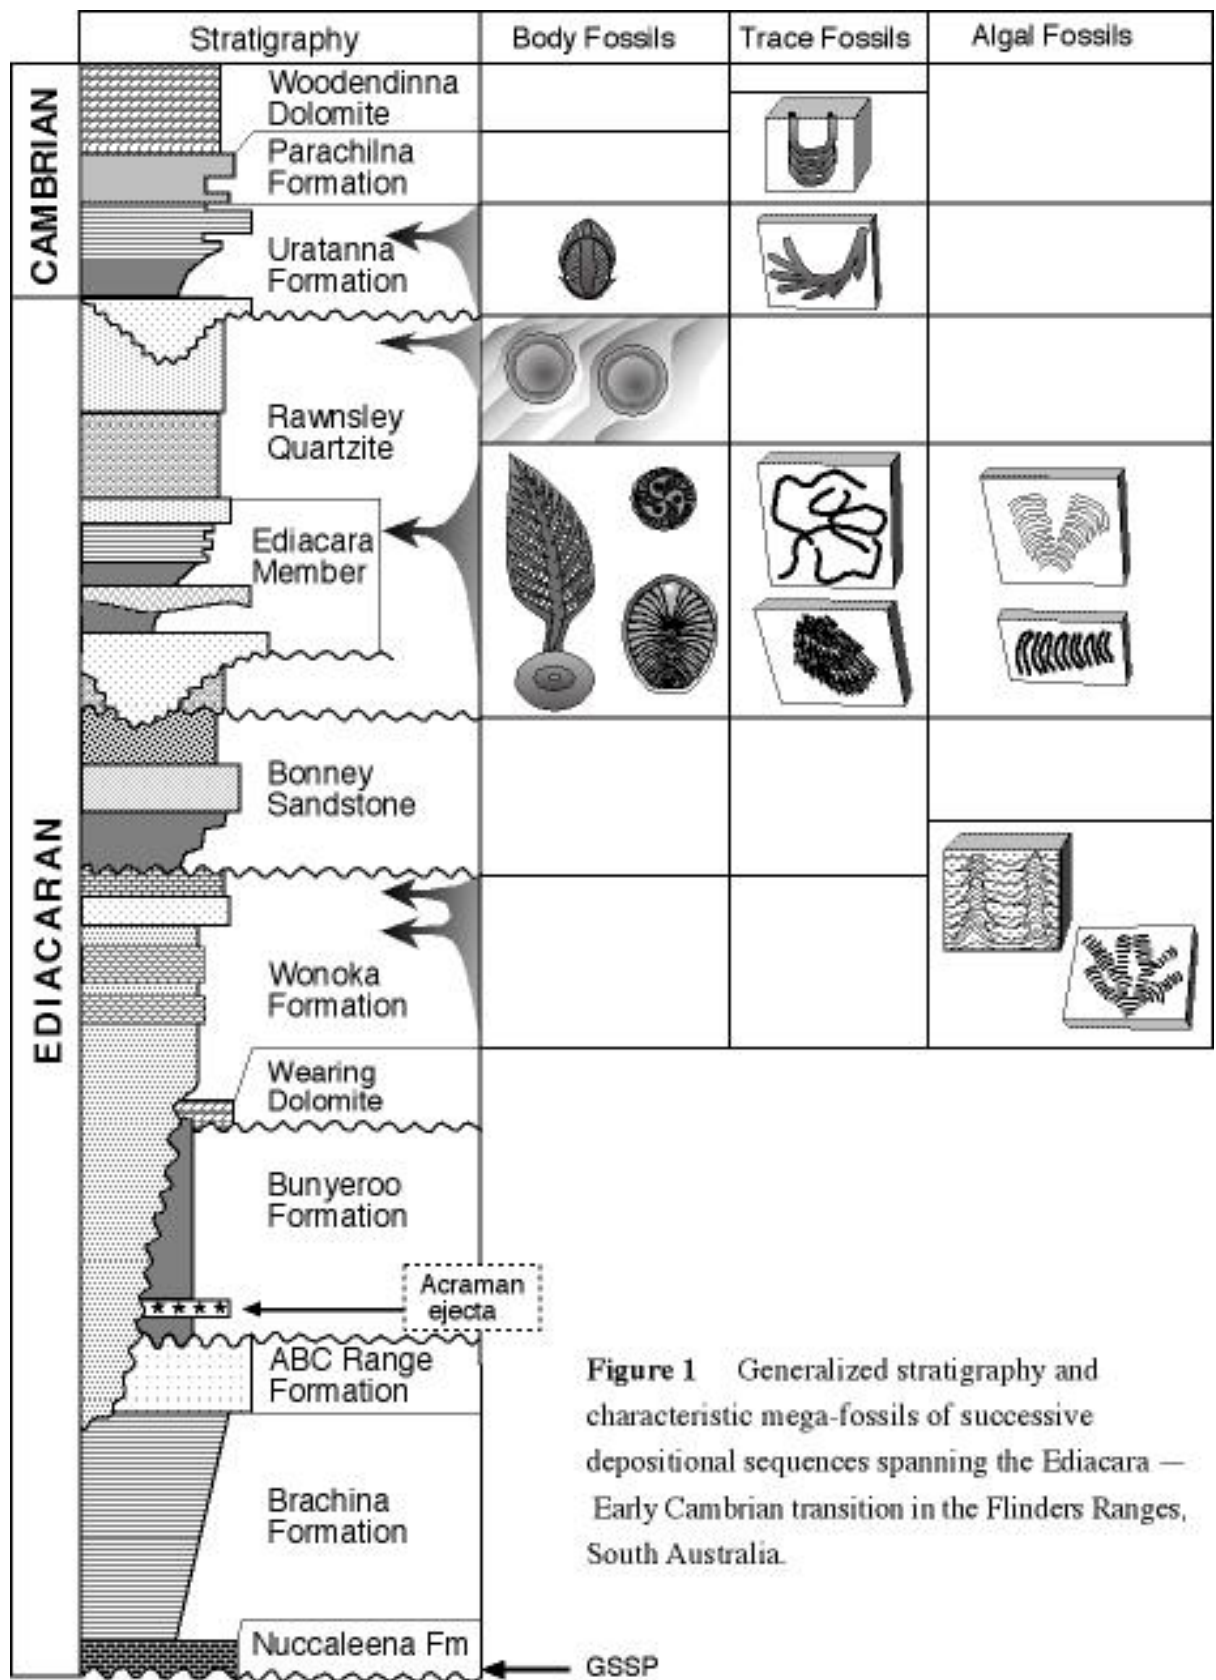 Stratigraphy
Body Fossils
Trace Fossils
Algal Fossils
CAMBRIAN
Woodendinna
Dolomite
Parachilna
Formation
Uratanna
Formation
EDIACARAN
Rawnsley
Quartzite
Ediacara
Member
Bonney
Sandstone
Wonoka
Formation
Wearing
Dolomite
Bunyeroo
Formation
Acraman
ejecta
ABC Range
Formation
Brachina
Formation
Nuccaleena Fm
GSSP
Figure 1 Generalized stratigraphy and
characteristic mega-fossils of successive
depositional sequences spanning the Ediacara —
Early Cambrian transition in the Flinders Ranges,
South Australia.